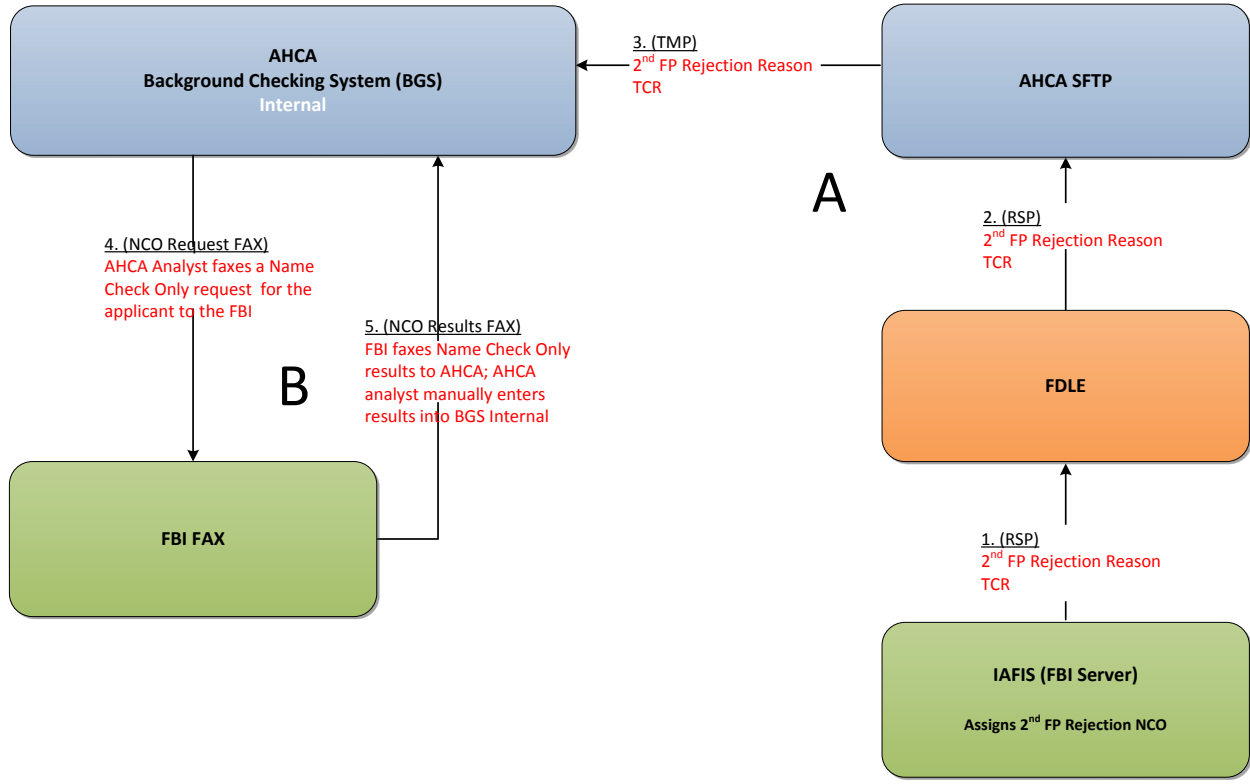 AHCA
Background Checking System (BGS)
Internal
3. (TMP)
2nd FP Rejection Reason
TCR
AHCA SFTP
A
2. (RSP)
2nd FP Rejection Reason
TCR
4. (NCO Request FAX)
AHCA Analyst faxes a Name
Check Only request for the
applicant to the FBI
5. (NCO Results FAX)
FBI faxes Name Check Only
results to AHCA; AHCA
analyst manually enters
results into BGS Internal
B
FDLE
FBI FAX
1. (RSP)
2nd FP Rejection Reason
TCR
IAFIS (FBI Server)
Assigns 2nd FP Rejection NCO